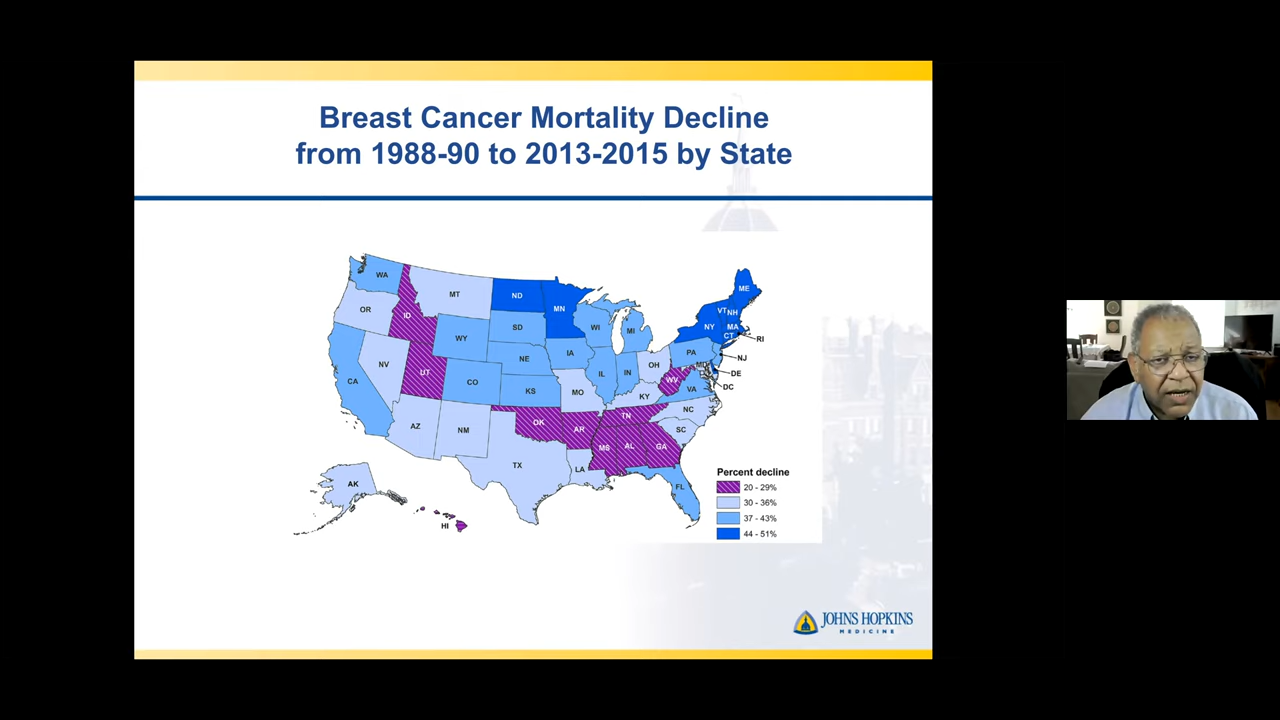 Breast Cancer Mortality Decline
from 1988-90 to 2013-2015 by State
WA
MT
ND
MN
ME
OR
ID
VT
NH
SD
WI
MI
NY
MA
WY
CT
RI
IA
PA
NJ
NE
NV
OH
MD
DE
UT
IL
IN
WV
DC
CA
CO
KS
MO
KY
VA
NC
TN
OK
AR
AZ
NM
SC
MS
AL
GA
TX
LA
AK
FL
HI
Percent decline
20 - 29%
30 - 36%
37 - 43%
44 - 51%
JOHNS HOPKINS
MEDICINE